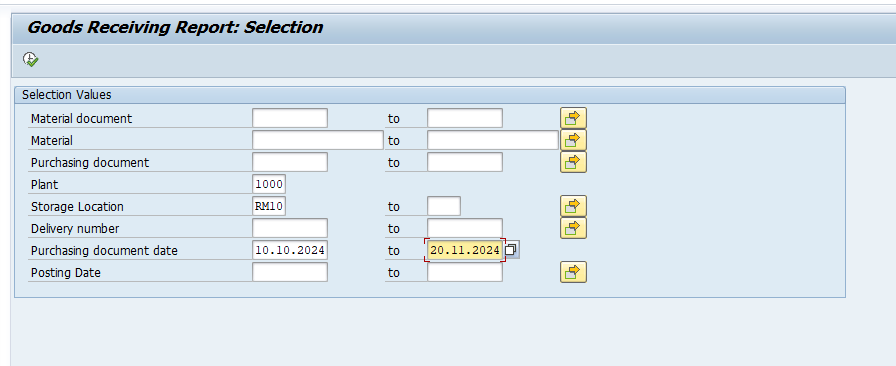 Goods Receiving Report: Selection
Selection Values
Material document to
Material to
Purchasing document to
Plant 1000
Storage Location RM10 to
Delivery number to
Purchasing document date 10.10.2024 to 20.11.2024
Posting Date to